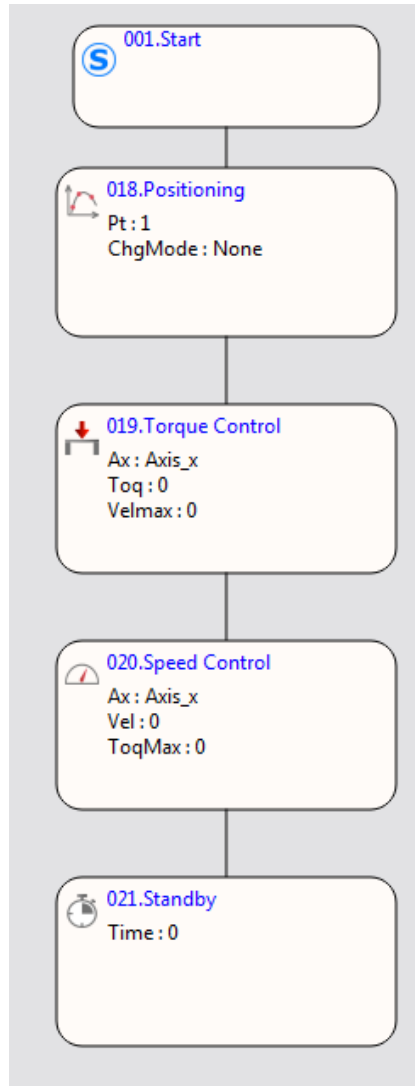 001.Start
018.Positioning
Pt : 1
ChgMode : None
019.Torque Control
Ax : Axis_x
Toq : 0
Velmax : 0
020.Speed Control
Ax : Axis_x
Vel : 0
ToqMax : 0
021.Standby
Time : 0